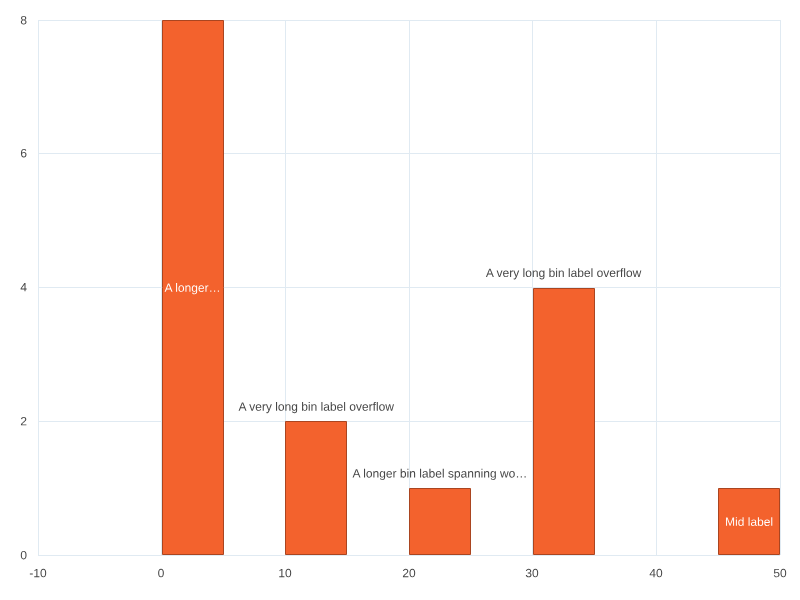 8
6
A very long bin label overflow
4
A longer…
A very long bin label overflow
2
A longer bin label spanning wo…
Mid label
0
-10 0 10 20 30 40 50